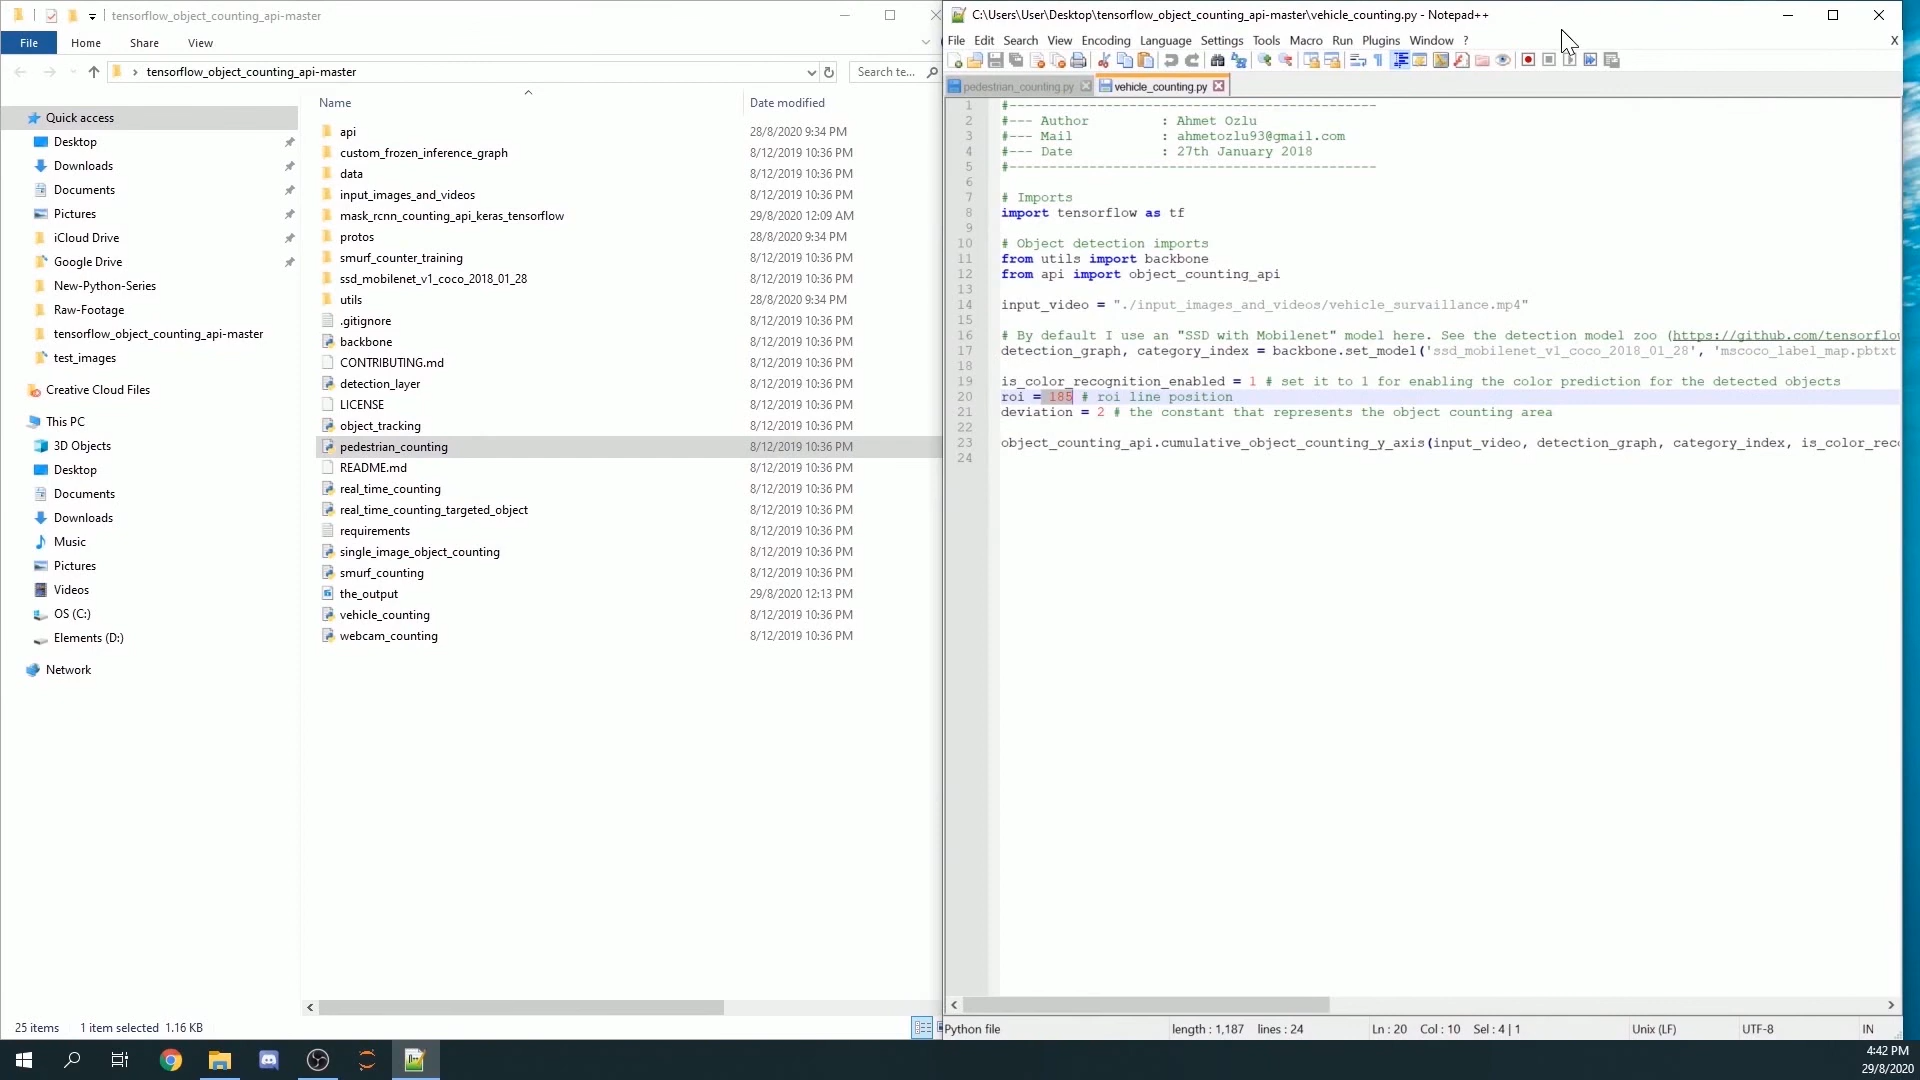 tensorflow_object_counting_api-master
File
Home
Share
View
tensorflow_object_counting_api-master
Search te...
Name
Date modified
Quick access
Desktop
Downloads
Documents
Pictures
iCloud Drive
Google Drive
New-Python-Series
Raw-Footage
tensorflow_object_counting_api-master
test_images
Creative Cloud Files
This PC
3D Objects
Desktop
Documents
Downloads
Music
Pictures
Videos
OS (C:)
Elements (D:)
Network
api 28/8/2020 9:34 PM
custom_frozen_inference_graph 8/12/2019 10:36 PM
data 8/12/2019 10:36 PM
input_images_and_videos 8/12/2019 10:36 PM
mask_rcnn_counting_api_keras_tensorflow 29/8/2020 12:09 AM
protos 28/8/2020 9:34 PM
smurf_counter_training 8/12/2019 10:36 PM
ssd_mobilenet_v1_coco_2018_01_28 8/12/2019 10:36 PM
utils 28/8/2020 9:34 PM
.gitignore 8/12/2019 10:36 PM
backbone 8/12/2019 10:36 PM
CONTRIBUTING.md 8/12/2019 10:36 PM
detection_layer 8/12/2019 10:36 PM
LICENSE 8/12/2019 10:36 PM
object_tracking 8/12/2019 10:36 PM
pedestrian_counting 8/12/2019 10:36 PM
README.md 8/12/2019 10:36 PM
real_time_counting 8/12/2019 10:36 PM
real_time_counting_targeted_object 8/12/2019 10:36 PM
requirements 8/12/2019 10:36 PM
single_image_object_counting 8/12/2019 10:36 PM
smurf_counting 8/12/2019 10:36 PM
the_output 29/8/2020 12:13 PM
vehicle_counting 8/12/2019 10:36 PM
webcam_counting 8/12/2019 10:36 PM
25 items 1 item selected 1.16 KB
C:\Users\User\Desktop\tensorflow_object_counting_api-master\vehicle_counting.py - Notepad++
File Edit Search View Encoding Language Settings Tools Macro Run Plugins Window ? X
pedestrian_counting.py vehicle_counting.py
1 #----------------------------------------------
2 #--- Author : Ahmet Ozlu
3 #--- Mail : ahmetozlu93@gmail.com
4 #--- Date : 27th January 2018
5 #----------------------------------------------
6
7 # Imports
8 import tensorflow as tf
9
10 # Object detection imports
11 from utils import backbone
12 from api import object_counting_api
13
14 input_video = "./input_images_and_videos/vehicle_survaillance.mp4"
15
16 # By default I use an "SSD with Mobilenet" model here. See the detection model zoo (https://github.com/tensorflo
17 detection_graph, category_index = backbone.set_model('ssd_mobilenet_v1_coco_2018_01_28', 'mscoco_label_map.pbtxt
18
19 is_color_recognition_enabled = 1 # set it to 1 for enabling the color prediction for the detected objects
20 roi = 185 # roi line position
21 deviation = 2 # the constant that represents the object counting area
22
23 object_counting_api.cumulative_object_counting_y_axis(input_video, detection_graph, category_index, is_color_rec
24
Python file length : 1,187 lines : 24 Ln : 20 Col : 10 Sel : 4 | 1 Unix (LF) UTF-8 IN
4:42 PM
29/8/2020